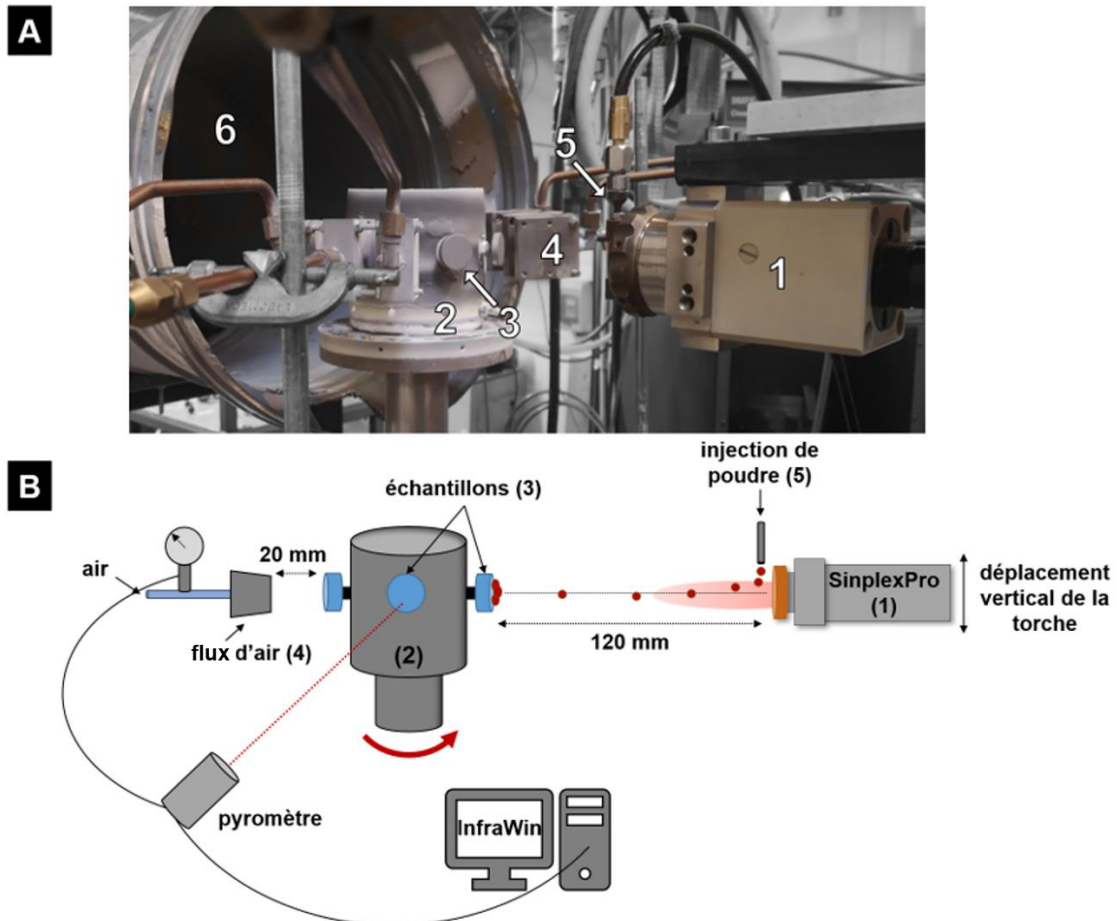 A
6
5
4
1
2
3
B
injection de
poudre (5)
échantillons (3)
20 mm
air
SinplexPro
(1)
déplacement
vertical de la
torche
120 mm
flux d'air (4)
(2)
pyromètre
InfraWin